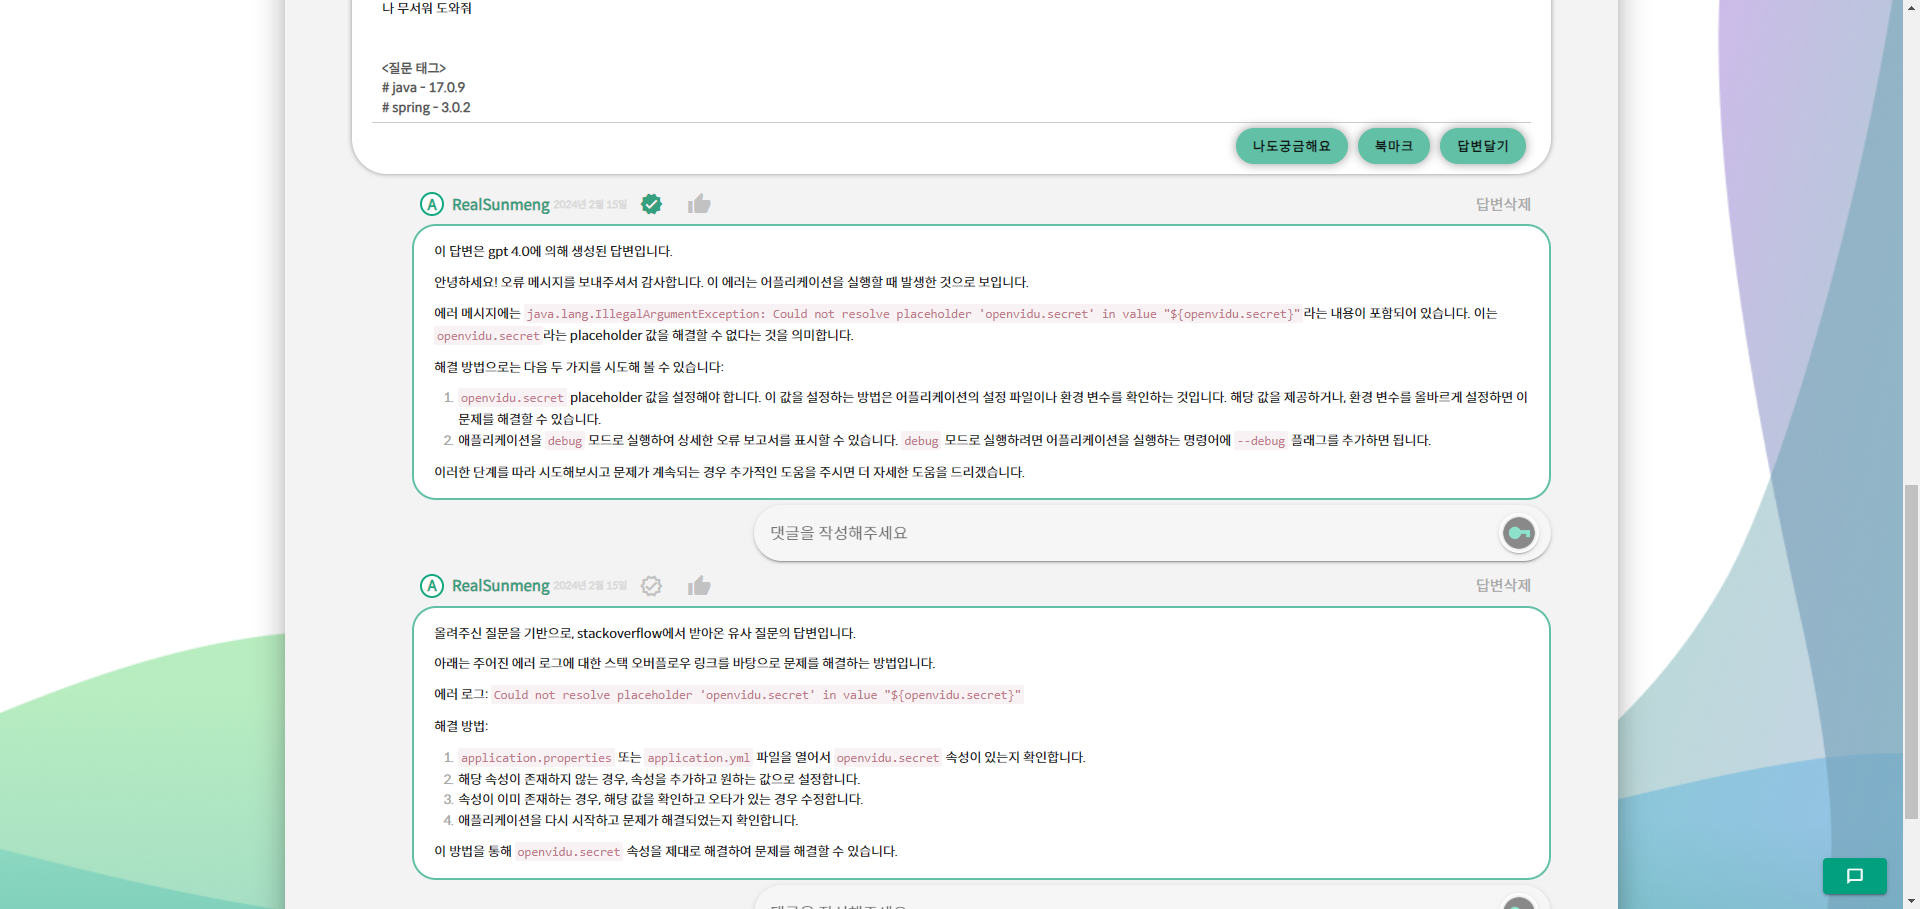 나 무서워 도와줘
<질문 태그>
# java - 17.0.9
# spring - 3.0.2
나도궁금해요 북마크 답변달기
A RealSunmeng 2024년 2월 15일 답변삭제
이 답변은 gpt 4.0에 의해 생성된 답변입니다.
안녕하세요! 오류 메시지를 보내주셔서 감사합니다. 이 에러는 어플리케이션을 실행할 때 발생한 것으로 보입니다.
에러 메시지에는 java.lang.IllegalArgumentException: Could not resolve placeholder 'openvidu.secret' in value "${openvidu.secret}" 라는 내용이 포함되어 있습니다. 이는
openvidu.secret 라는 placeholder 값을 해결할 수 없다는 것을 의미합니다.
해결 방법으로는 다음 두 가지를 시도해 볼 수 있습니다:
1. openvidu.secret placeholder 값을 설정해야 합니다. 이 값을 설정하는 방법은 어플리케이션의 설정 파일이나 환경 변수를 확인하는 것입니다. 해당 값을 제공하거나, 환경 변수를 올바르게 설정하면 이
문제를 해결할 수 있습니다.
2. 애플리케이션을 debug 모드로 실행하여 상세한 오류 보고서를 표시할 수 있습니다. debug 모드로 실행하려면 어플리케이션을 실행하는 명령어에 --debug 플래그를 추가하면 됩니다.
이러한 단계를 따라 시도해보시고 문제가 계속되는 경우 추가적인 도움을 주시면 더 자세한 도움을 드리겠습니다.
댓글을 작성해주세요
A RealSunmeng 2024년 2월 15일 답변삭제
올려주신 질문을 기반으로, stackoverflow에서 받아온 유사 질문의 답변입니다.
아래는 주어진 에러 로그에 대한 스택 오버플로우 링크를 바탕으로 문제를 해결하는 방법입니다.
에러 로그: Could not resolve placeholder 'openvidu.secret' in value "${openvidu.secret}"
해결 방법:
1. application.properties 또는 application.yml 파일을 열어서 openvidu.secret 속성이 있는지 확인합니다.
2. 해당 속성이 존재하지 않는 경우, 속성을 추가하고 원하는 값으로 설정합니다.
3. 속성이 이미 존재하는 경우, 해당 값을 확인하고 오타가 있는 경우 수정합니다.
4. 애플리케이션을 다시 시작하고 문제가 해결되었는지 확인합니다.
이 방법을 통해 openvidu.secret 속성을 제대로 해결하여 문제를 해결할 수 있습니다.